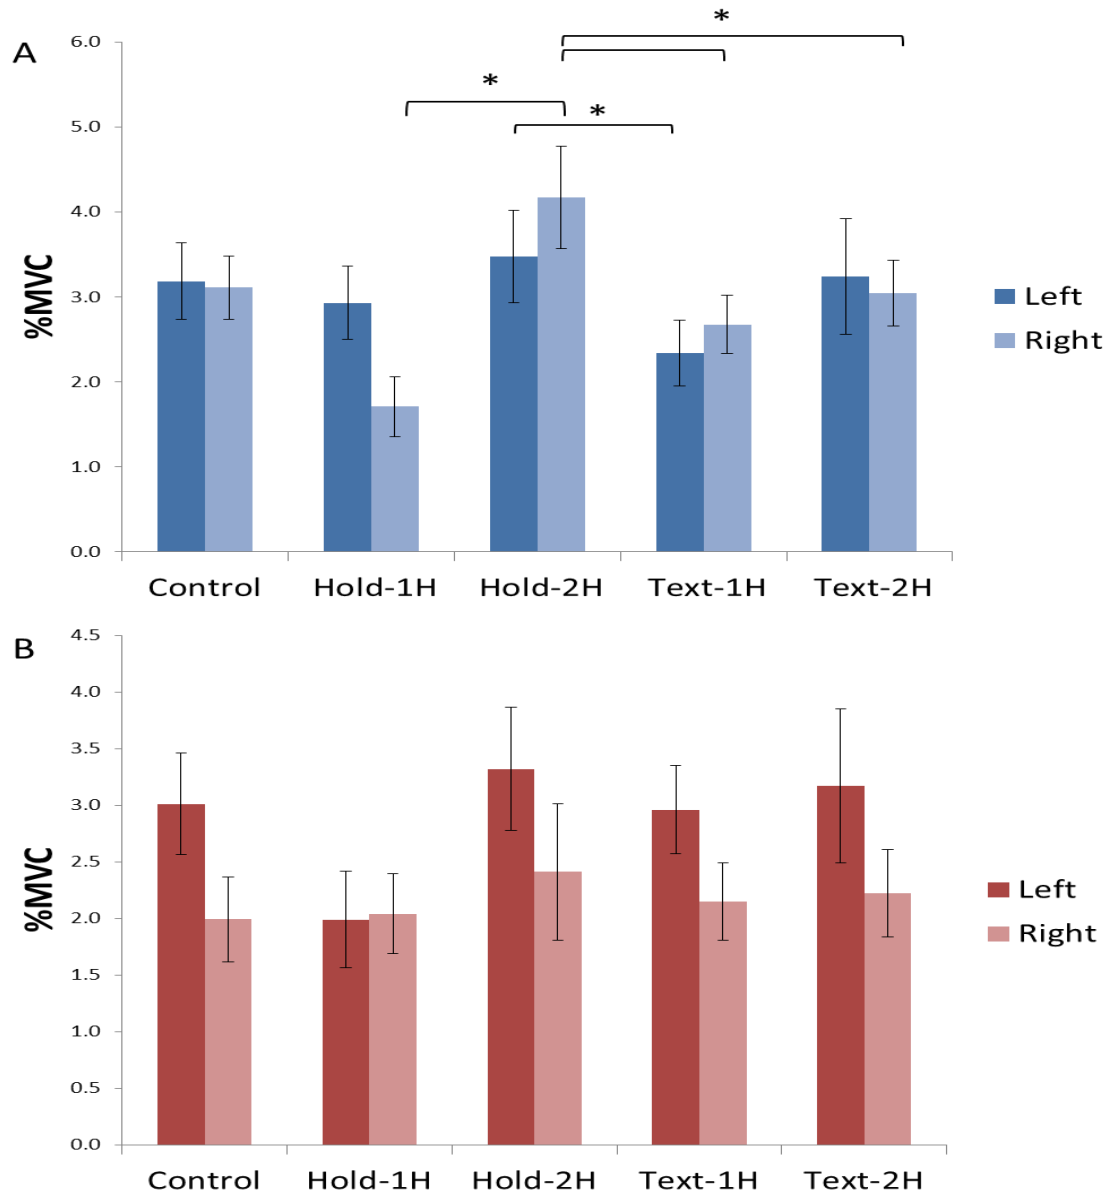 *
A
6.0
*
5.0
*
4.0
%MVC
3.0
Left
Right
2.0
1.0
0.0
Control Hold-1H Hold-2H Text-1H Text-2H
B
4.5
4.0
3.5
3.0
%MVC
2.5
Left
2.0
Right
1.5
1.0
0.5
0.0
Control Hold-1H Hold-2H Text-1H Text-2H